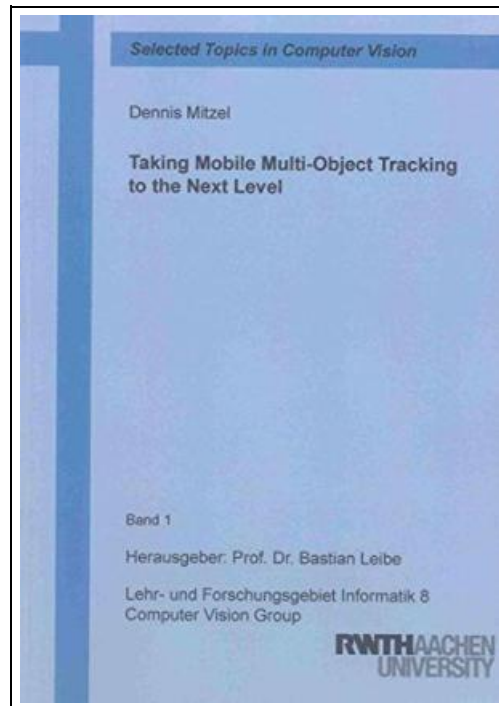 Selected Topics in Computer Vision
Dennis Mitzel
Taking Mobile Multi-Object Tracking
to the Next Level
Band 1
Herausgeber: Prof. Dr. Bastian Leibe
Lehr- und Forschungsgebiet Informatik 8
Computer Vision Group
RWTHAACHEN
UNIVERSITY